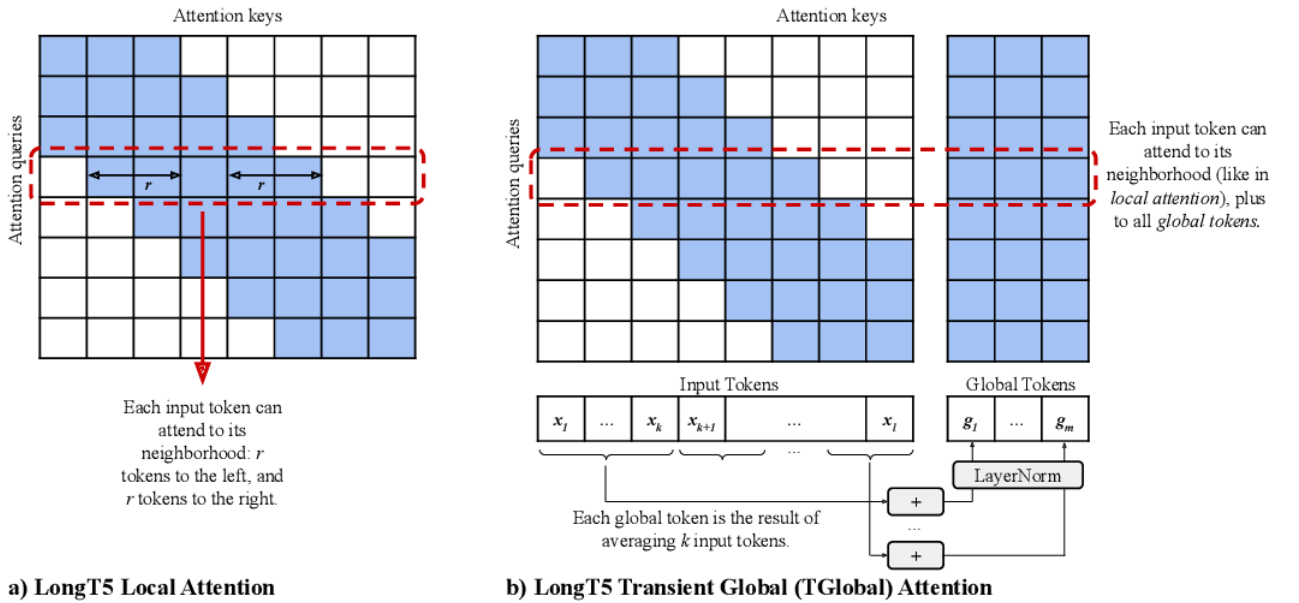 Attention keys
Attention queries
r
r
Each input token can
attend to its
neighborhood: r
tokens to the left, and
r tokens to the right.
a) LongT5 Local Attention
Attention keys
Attention queries
Each input token can
attend to its
neighborhood (like in
local attention), plus
to all global tokens.
Input Tokens
Global Tokens
x1 ... xk xk+1 ... xl
g1 ... gm
...
LayerNorm
+
Each global token is the result of
averaging k input tokens.
...
+
b) LongT5 Transient Global (TGlobal) Attention